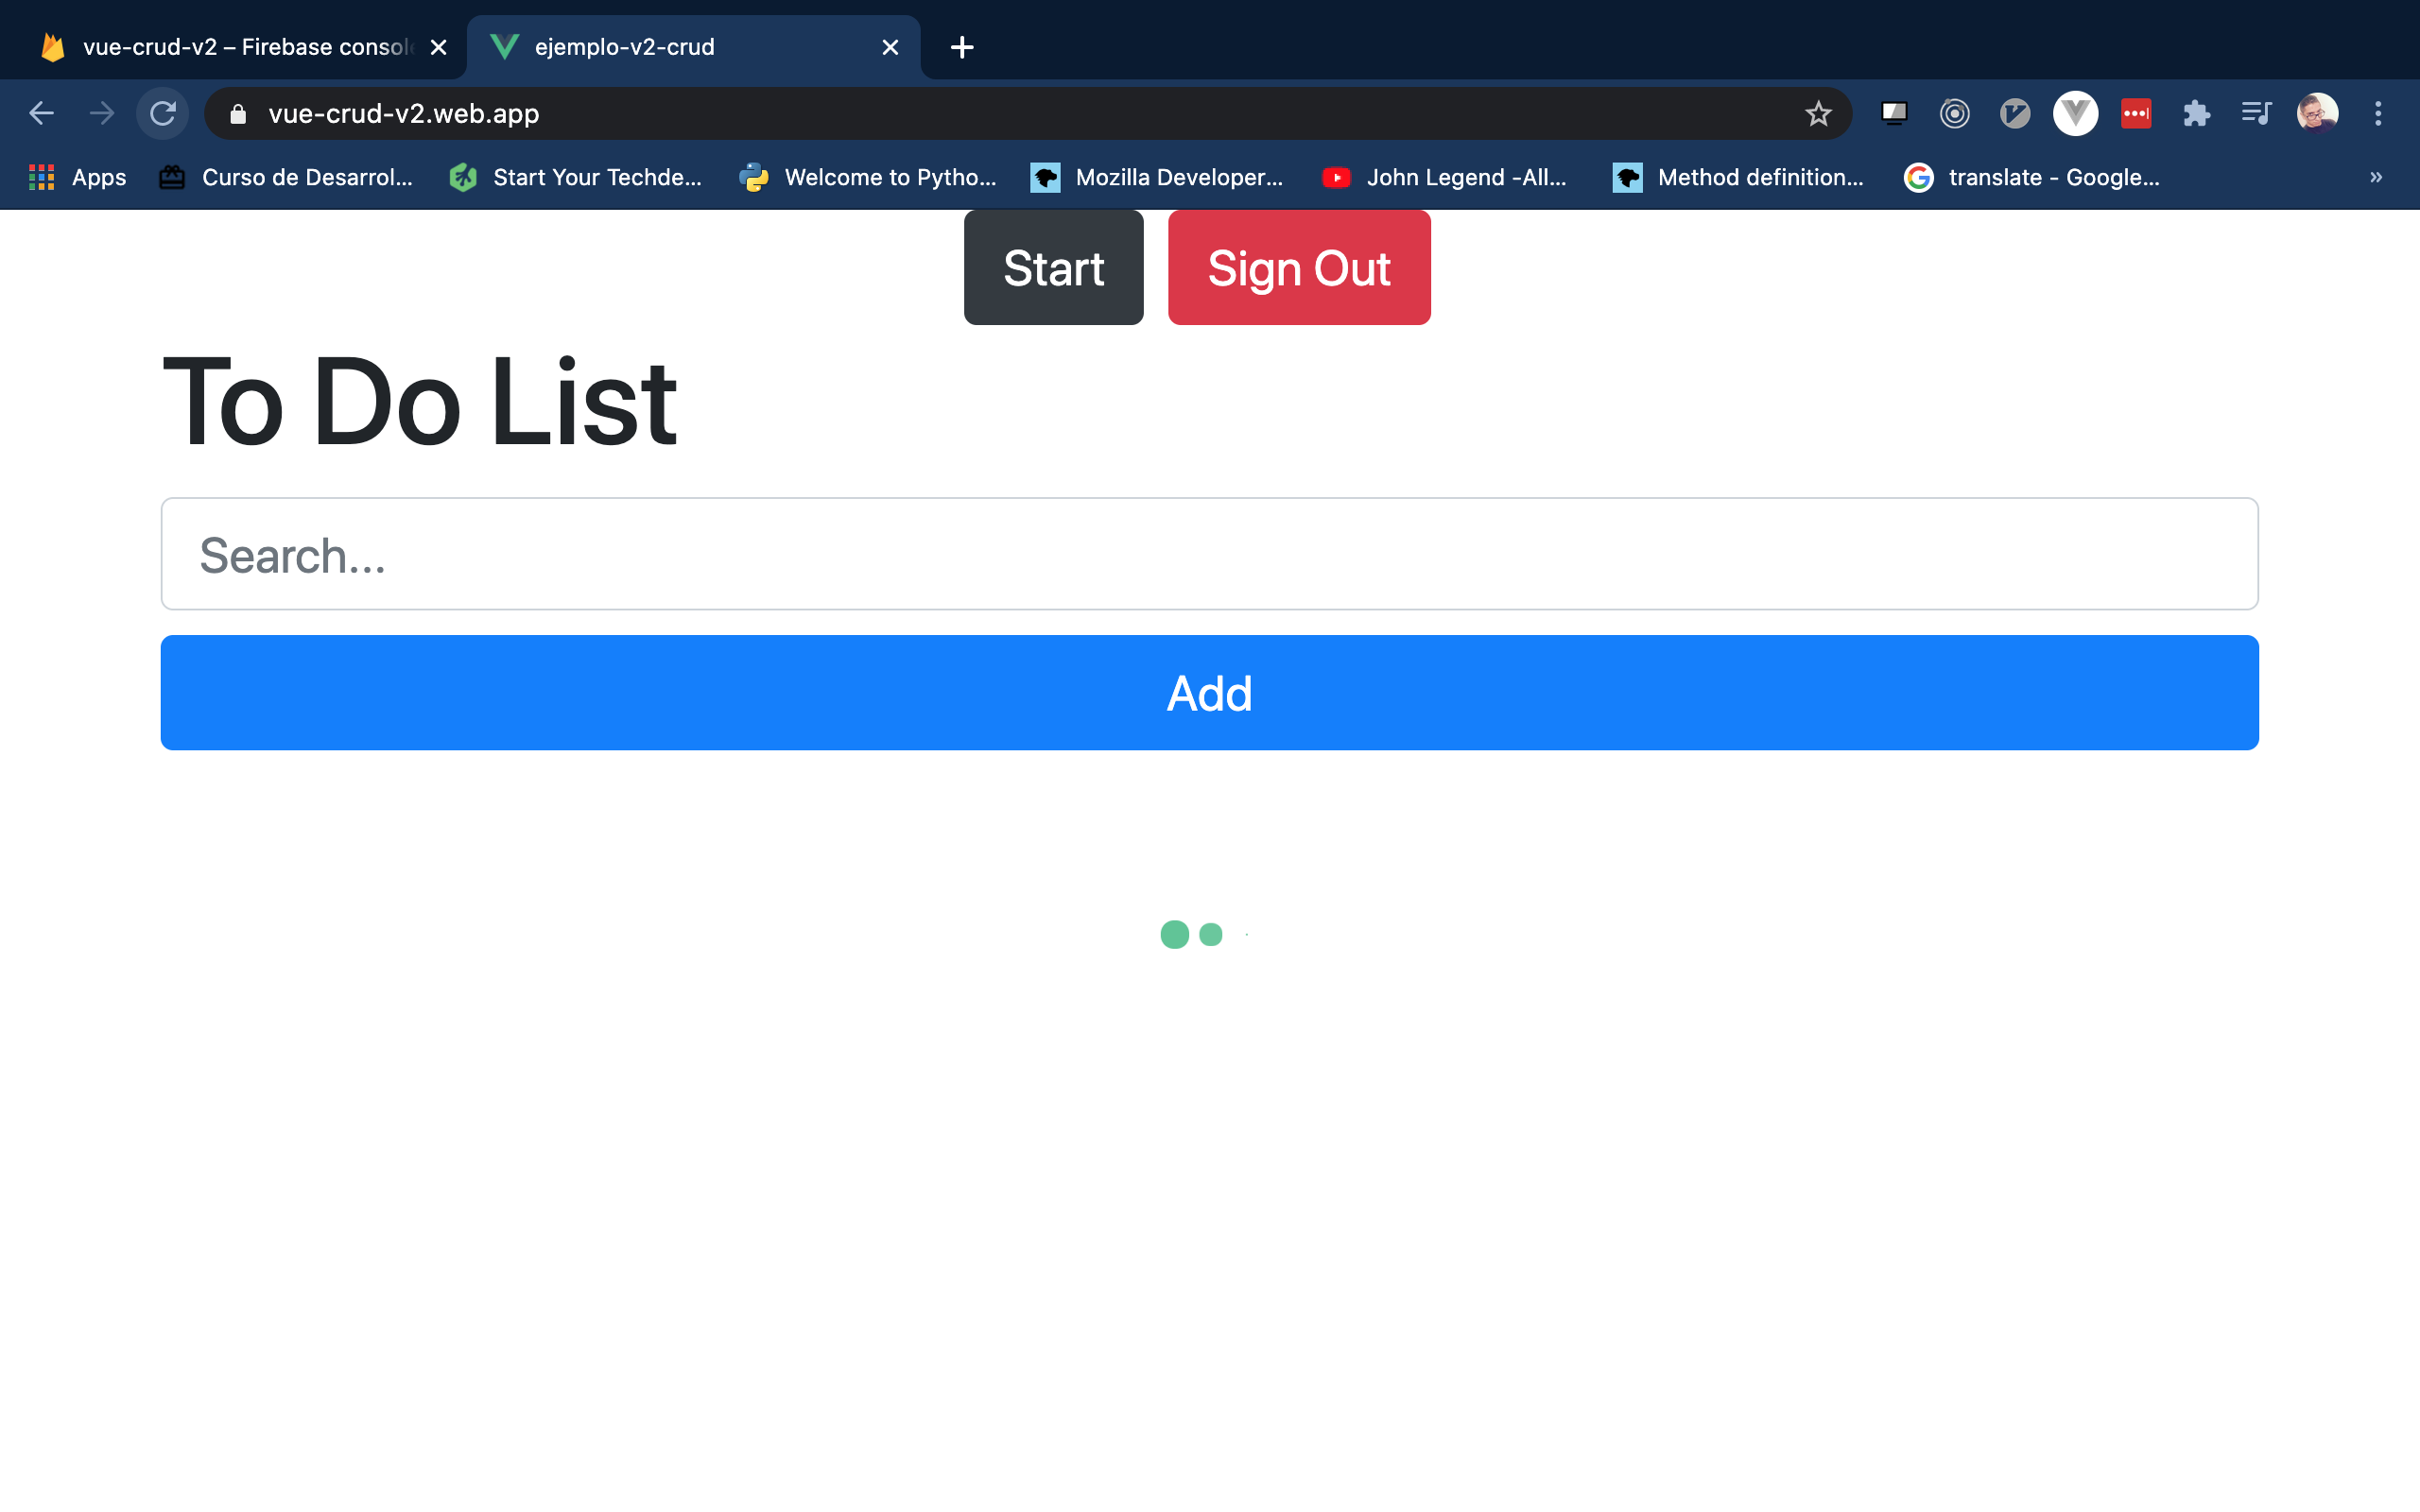 vue-crud-v2 – Firebase console
ejemplo-v2-crud
vue-crud-v2.web.app
Apps
Curso de Desarrol...
Start Your Techde...
Welcome to Pytho...
Mozilla Developer...
John Legend -All...
Method definition...
translate - Google...
»
Start
Sign Out
To Do List
Search...
Add